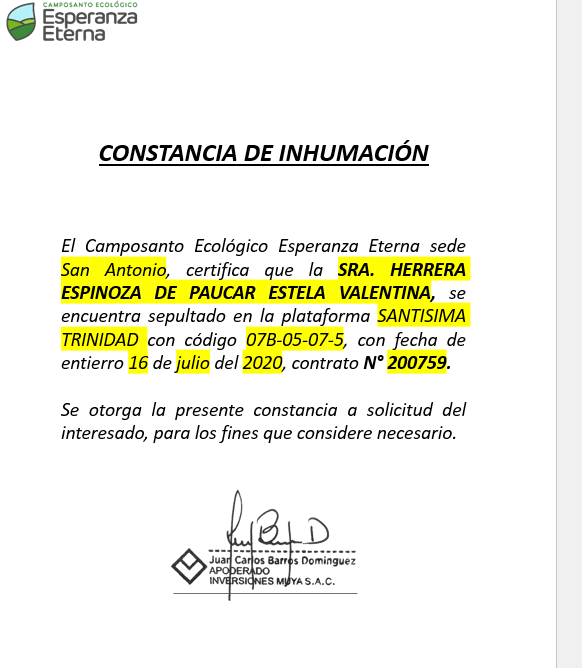 CAMPOSANTO ECOLÓGICO
Esperanza
Eterna
CONSTANCIA DE INHUMACIÓN
El Camposanto Ecológico Esperanza Eterna sede
San Antonio, certifica que la SRA. HERRERA
ESPINOZA DE PAUCAR ESTELA VALENTINA, se
encuentra sepultado en la plataforma SANTISIMA
TRINIDAD con código 07B-05-07-5, con fecha de
entierro 16 de julio del 2020, contrato N° 200759.
Se otorga la presente constancia a solicitud del
interesado, para los fines que considere necesario.
Juan Carlos Barros Dominguez
APODERADO
INVERSIONES MUYA S.A.C.